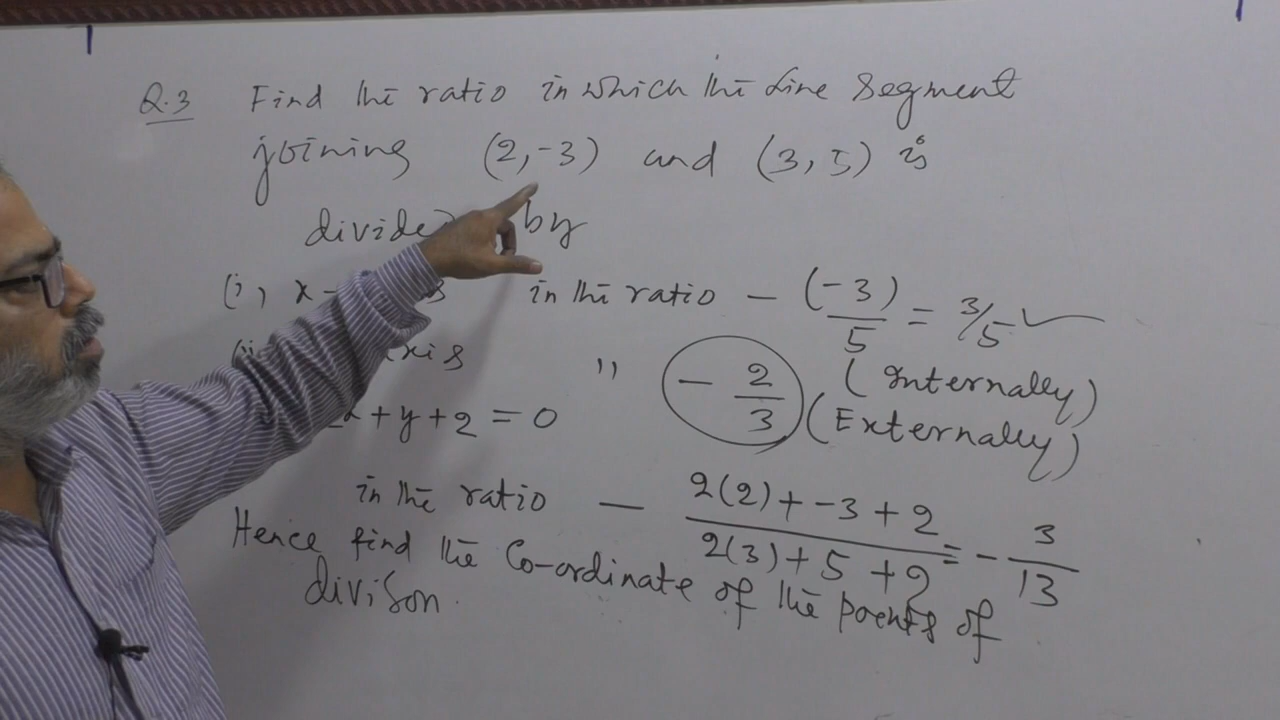 Q.3 Find the ratio in which the Line Segment
joining (2,-3) and (3, 5) is
divided by
(i) x- in the ratio - (-3)/5 = 3/5 ✓
(Internally)
xis " - 2/3 (Externally)
+ y + 2 = 0
in the ratio - 2(2) + -3 + 2 / 2(3) + 5 + 2 = - 3/13
Hence find the Co-ordinate of the points of
divison.